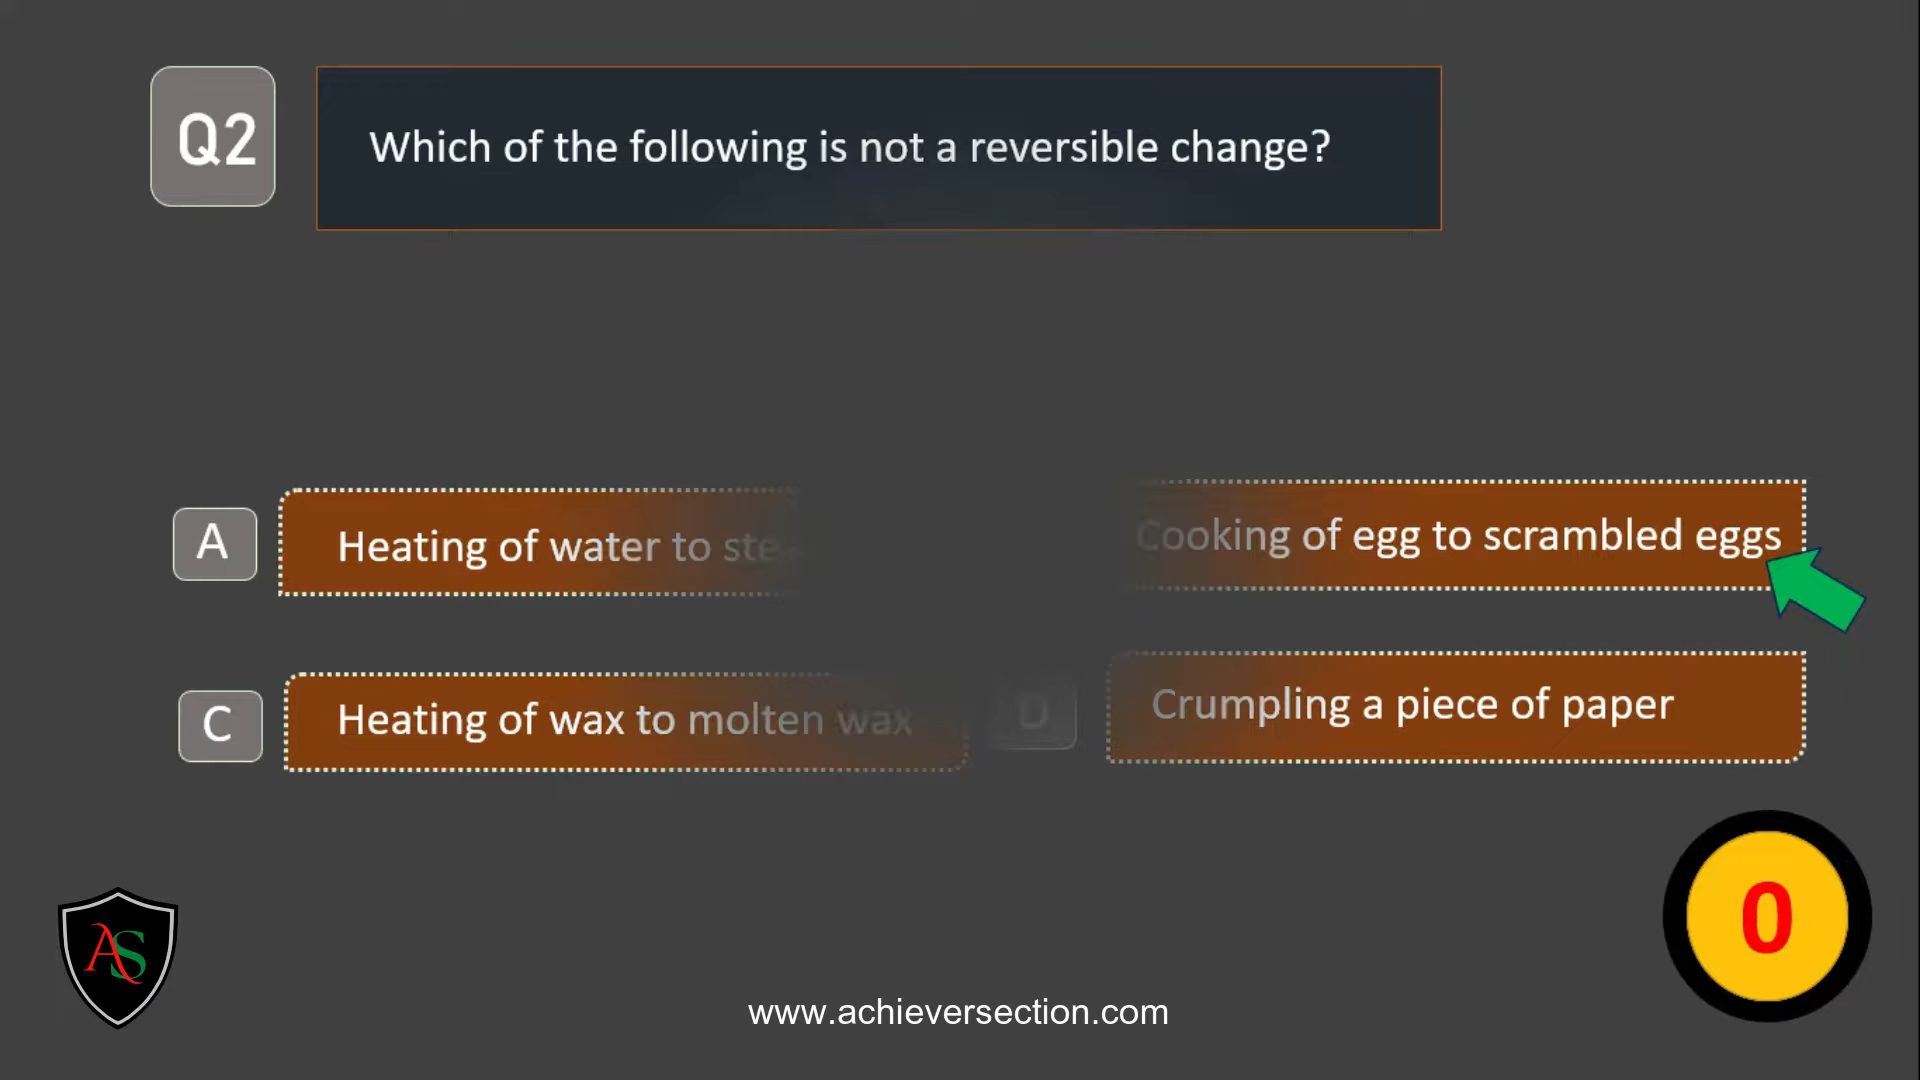 Q2
Which of the following is not a reversible change?
A
Heating of water to
Cooking of egg to scrambled eggs
C
Heating of wax to molten wax
D
Crumpling a piece of paper
0
AS
www.achieversection.com